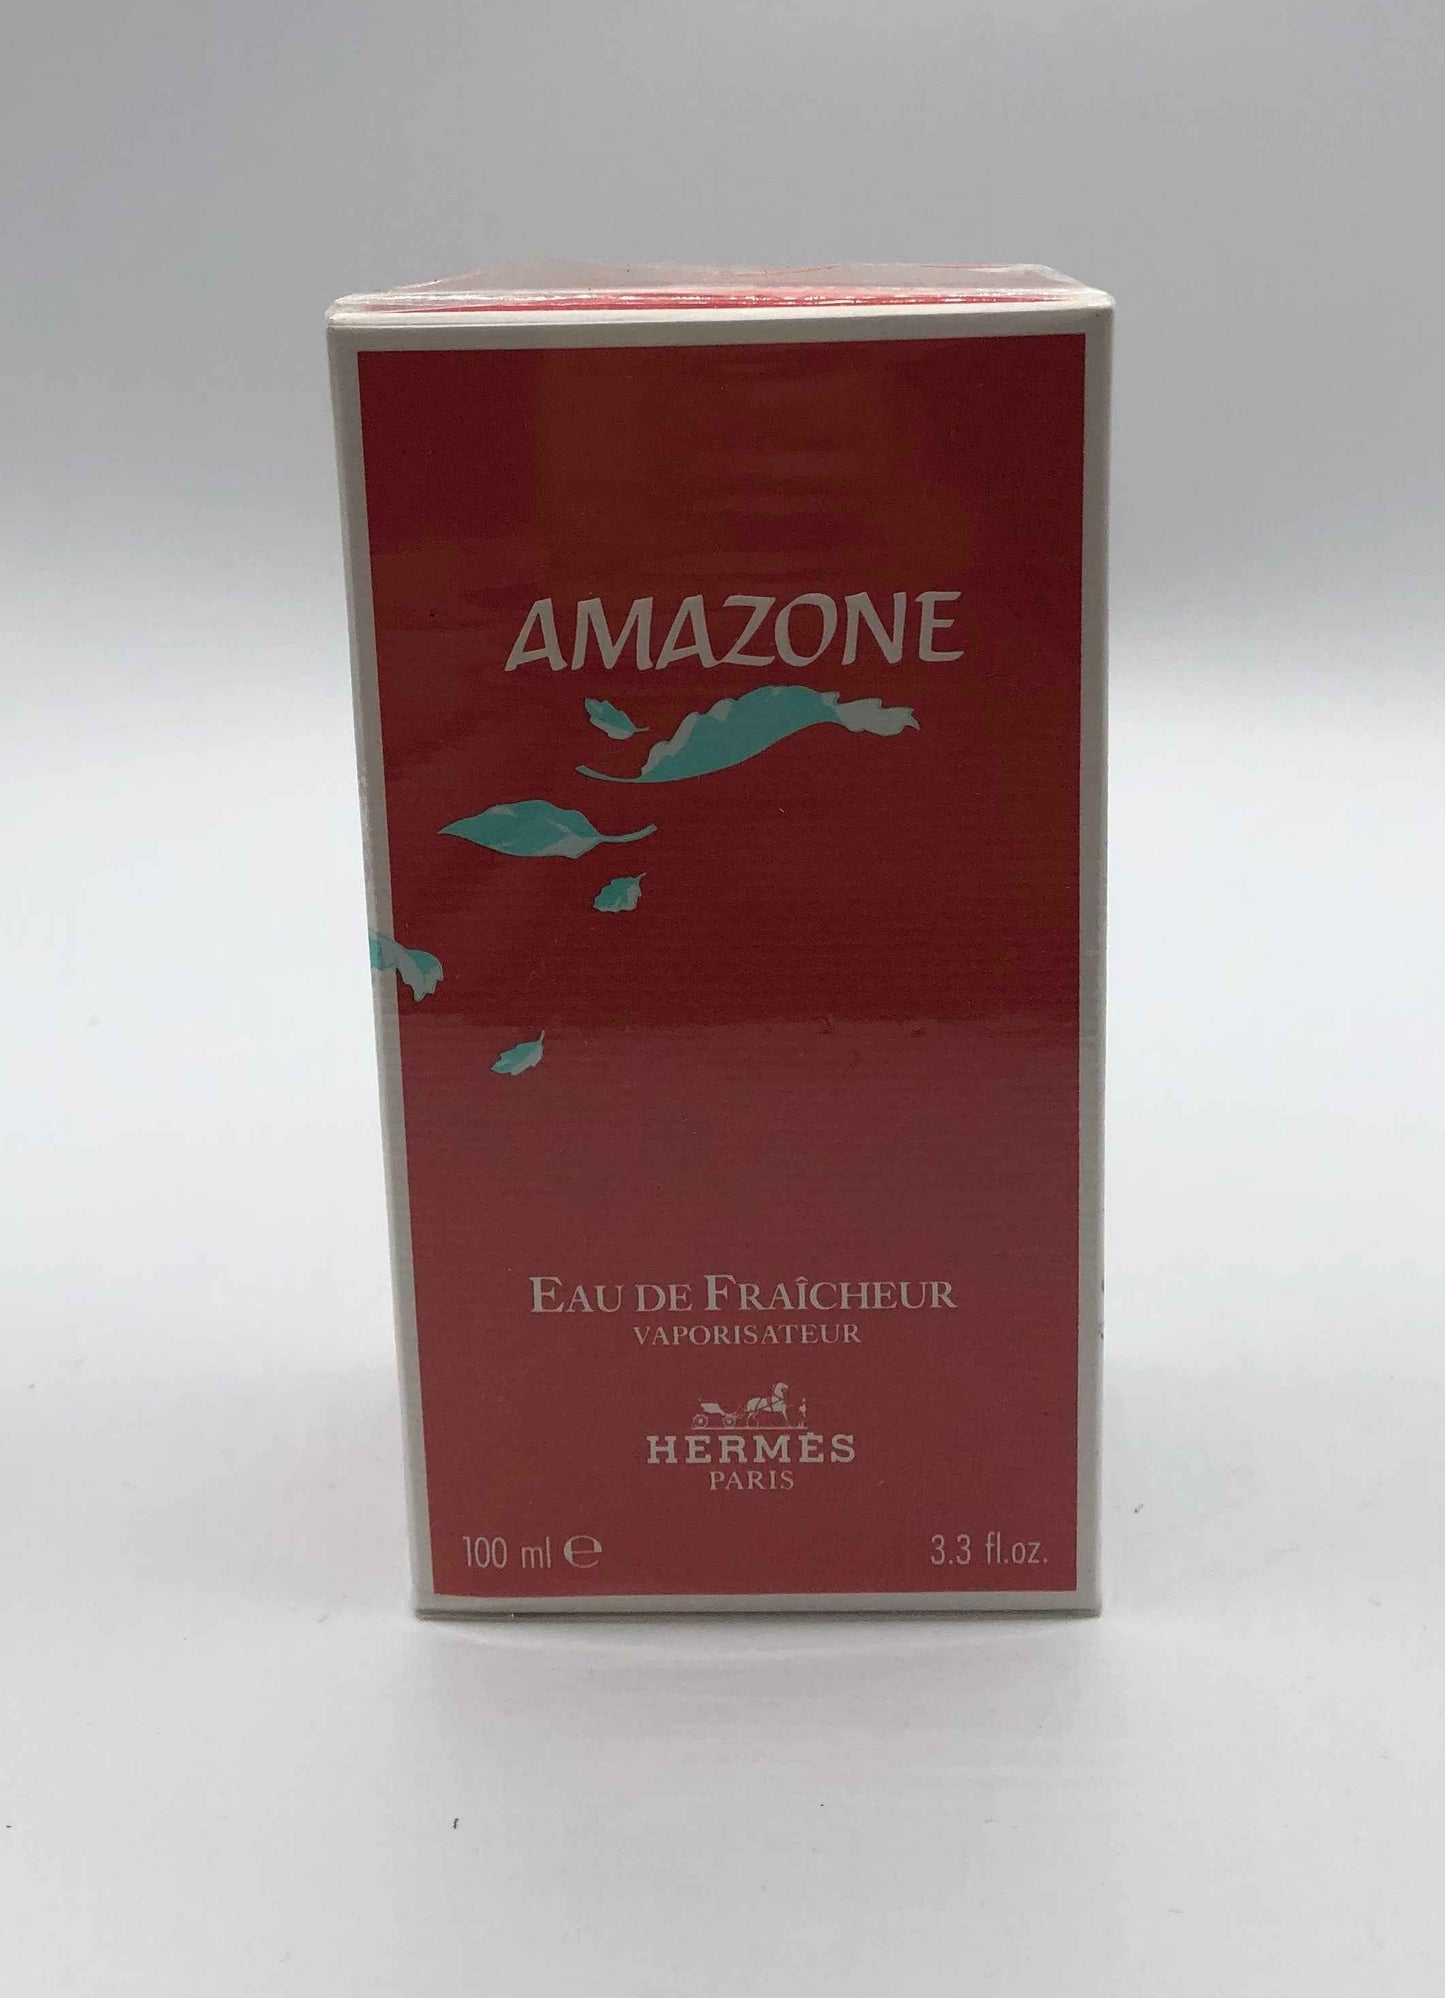 AMAZONE
EAU DE FRAÎCHEUR
VAPORISATEUR
HERMÈS
PARIS
100 ml ℮
3.3 fl.oz.